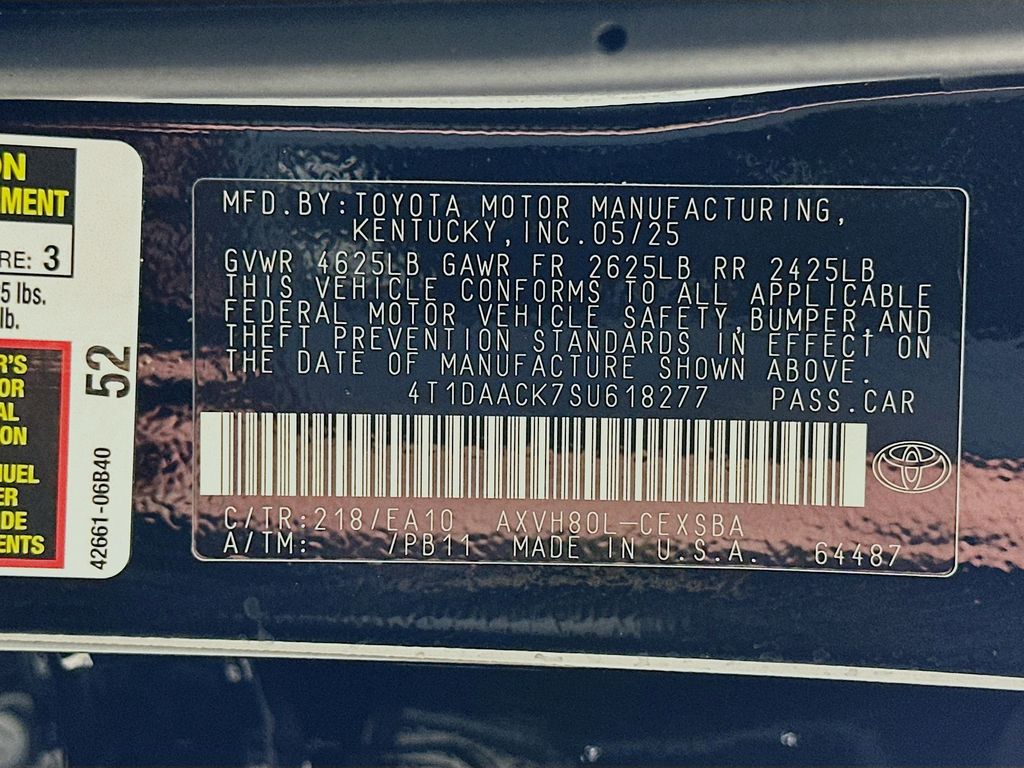 ON
MENT
RE: 3
5 lbs.
lb.
52
R'S
OR
AL
ON
NUEL
ER
DE
ENTS
42661-06B40
MFD.BY:TOYOTA MOTOR MANUFACTURING,
KENTUCKY,INC.05/25
GVWR 4625LB GAWR FR 2625LB RR 2425LB
THIS VEHICLE CONFORMS TO ALL APPLICABLE
FEDERAL MOTOR VEHICLE SAFETY,BUMPER,AND
THEFT PREVENTION STANDARDS IN EFFECT ON
THE DATE OF MANUFACTURE SHOWN ABOVE.
4T1DAACK7SU618277 PASS.CAR
C/TR:218/EA10 AXVH80L-CEXSBA
A/TM: /PB11 MADE IN U.S.A. 64487